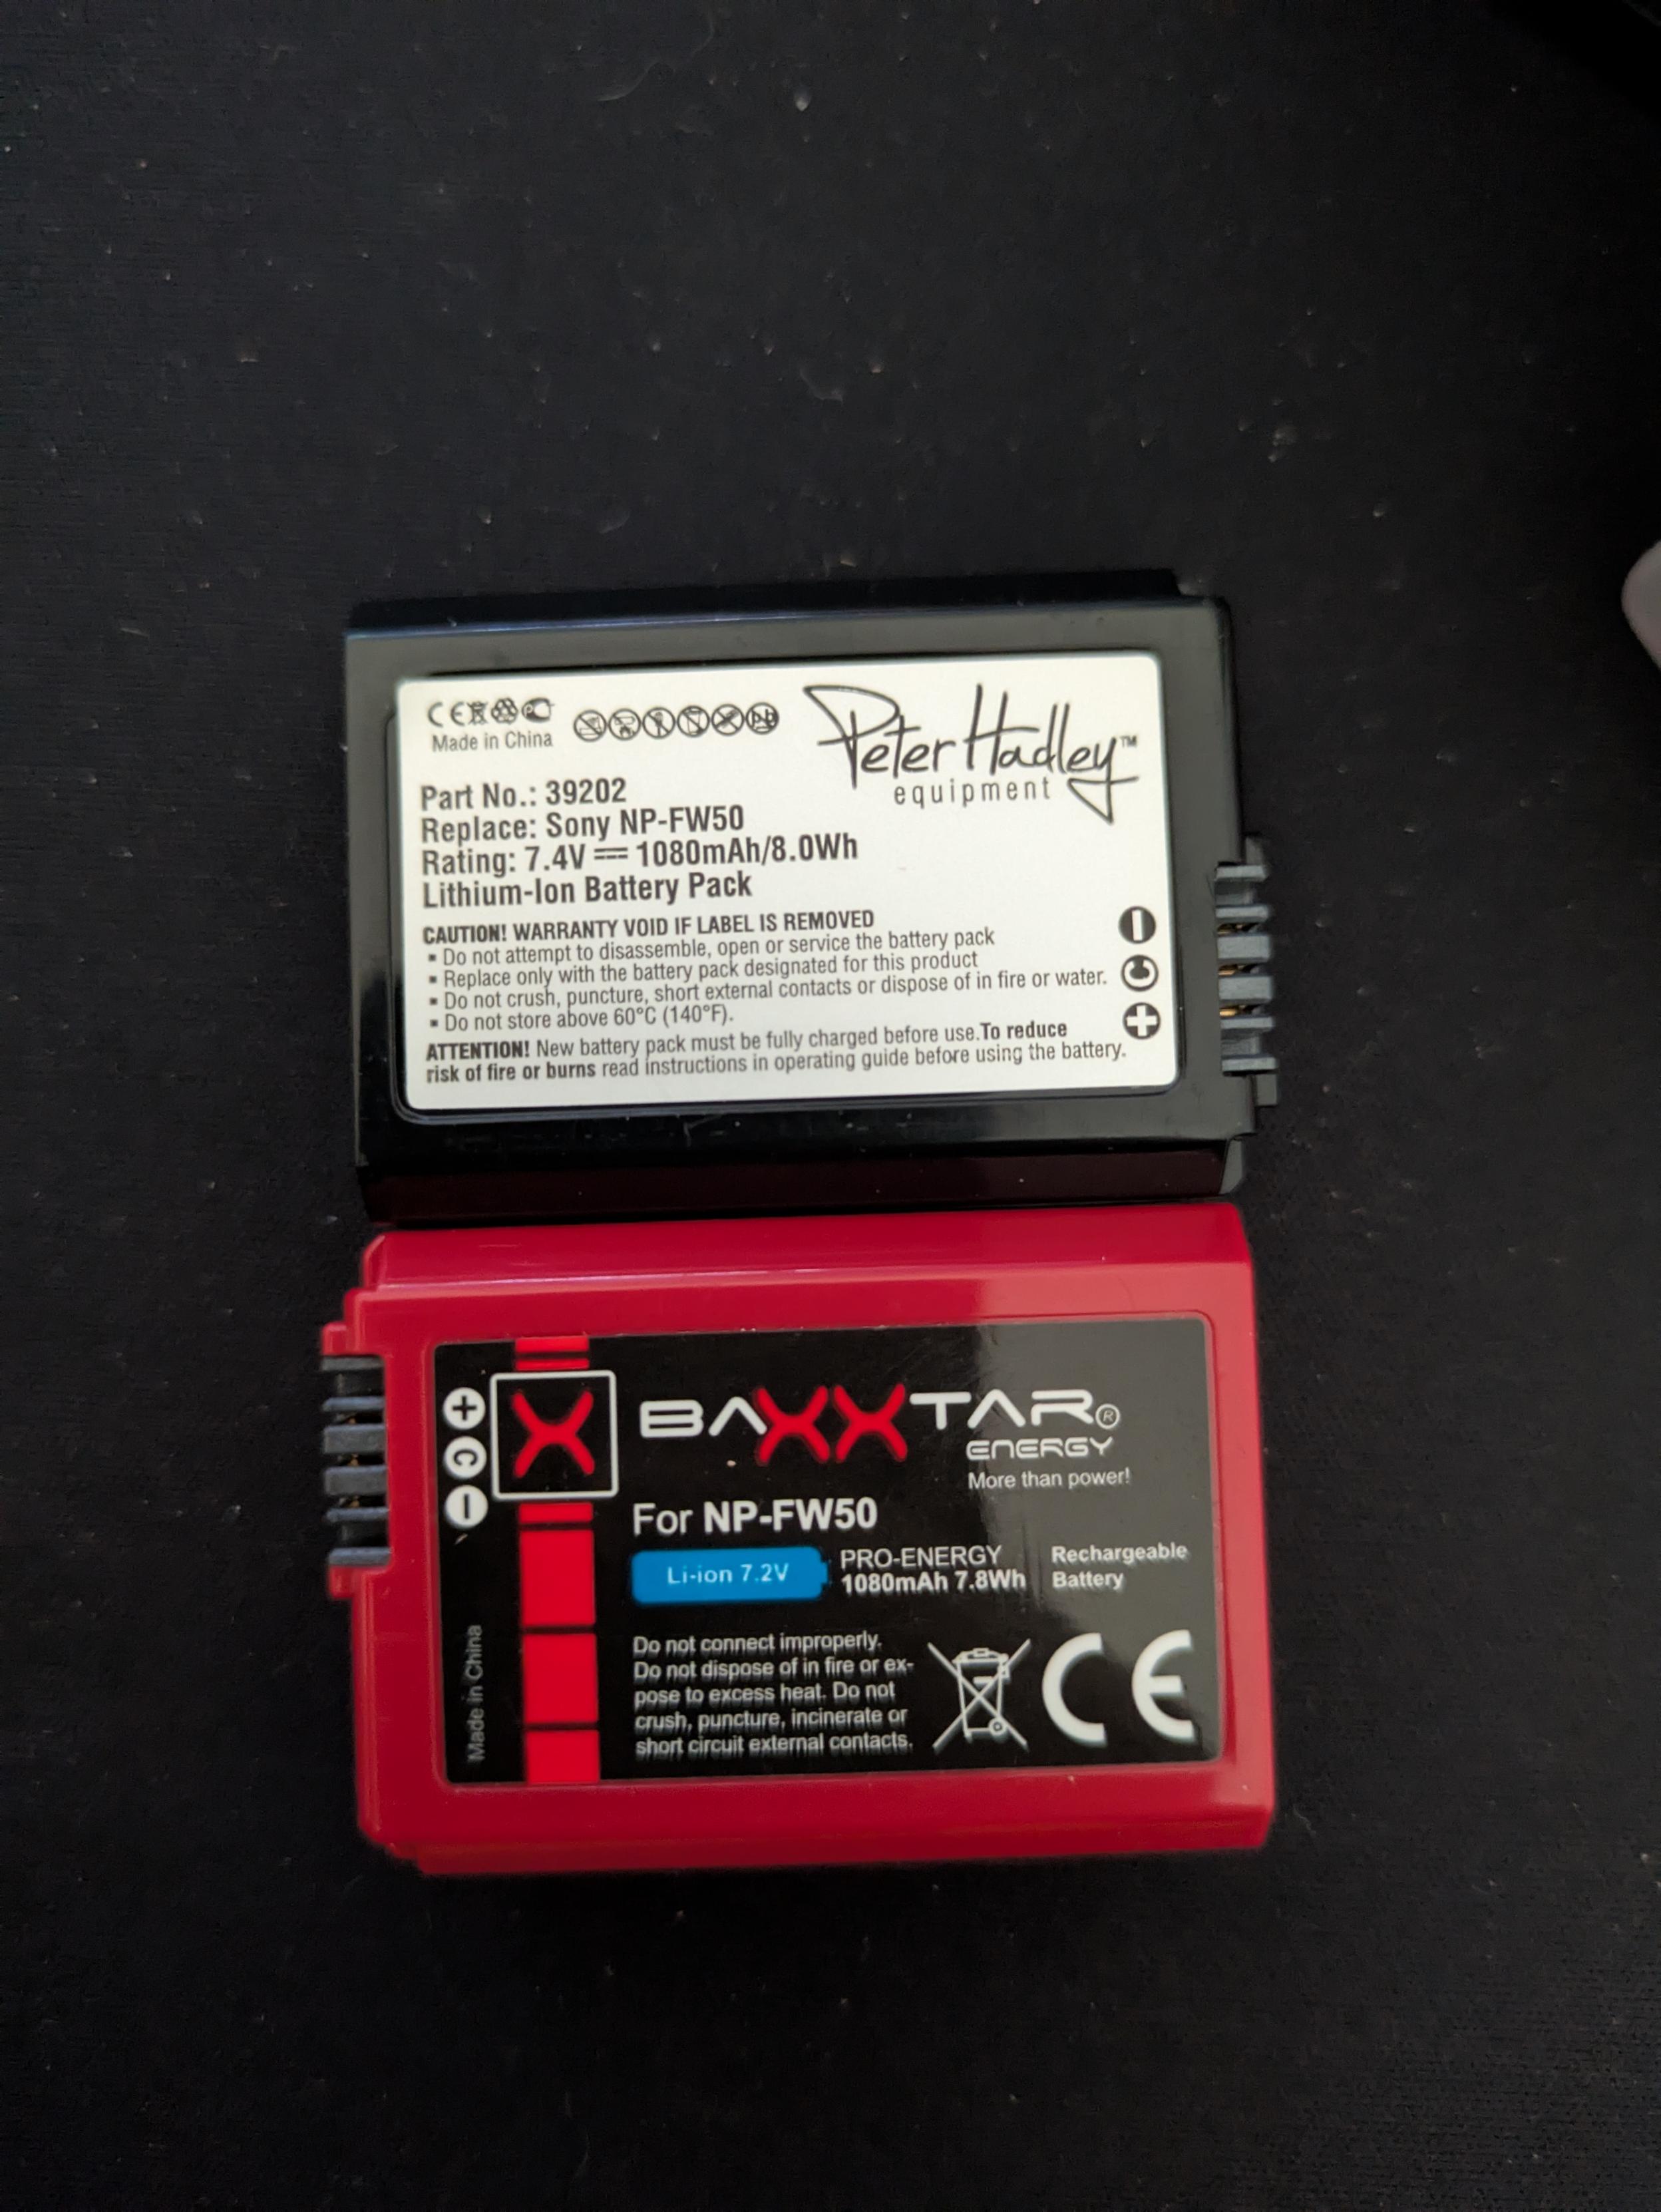 Made in China
Peter Hadley™
equipment
Part No.: 39202
Replace: Sony NP-FW50
Rating: 7.4V 1080mAh/8.0Wh
Lithium-Ion Battery Pack
CAUTION! WARRANTY VOID IF LABEL IS REMOVED
▪ Do not attempt to disassemble, open or service the battery pack
▪ Replace only with the battery pack designated for this product
▪ Do not crush, puncture, short external contacts or dispose of in fire or water.
▪ Do not store above 60°C (140°F).
ATTENTION! New battery pack must be fully charged before use.To reduce
risk of fire or burns read instructions in operating guide before using the battery.
BAXXTAR®
ENERGY
More than power!
For NP-FW50
Li-ion 7.2V
PRO-ENERGY
1080mAh 7.8Wh
Rechargeable
Battery
Do not connect improperly.
Do not dispose of in fire or ex-
pose to excess heat. Do not
crush, puncture, incinerate or
short circuit external contacts.
CE
Made in China